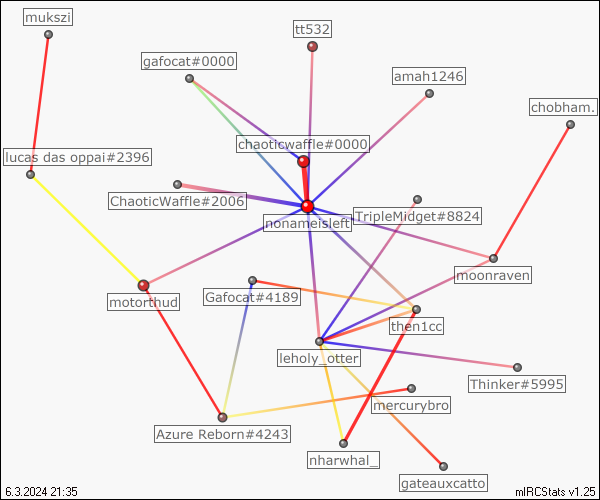 mukszi
tt532
gafocat#0000
amah1246
chobham.
chaoticwaffle#0000
lucas das oppai#2396
ChaoticWaffle#2006
TripleMidget#8824
nonameisleft
moonraven
Gafocat#4189
motorthud
then1cc
leholy_otter
Thinker#5995
mercurybro
Azure Reborn#4243
nharwhal_
gateauxcatto
6.3.2024 21:35
mIRCStats v1.25